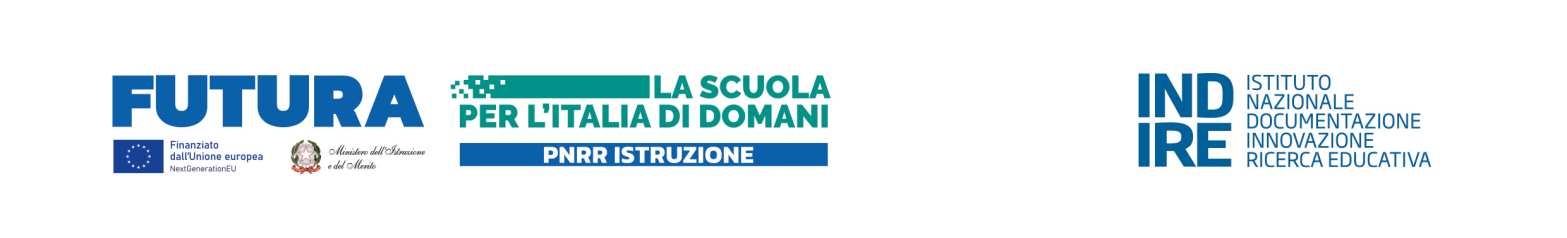 FUTURA
Finanziato
dall'Unione europea
NextGenerationEU
Ministero dell'Istruzione
e del Merito
LA SCUOLA
PER L'ITALIA DI DOMANI
PNRR ISTRUZIONE
IND
IRE
ISTITUTO
NAZIONALE
DOCUMENTAZIONE
INNOVAZIONE
RICERCA EDUCATIVA